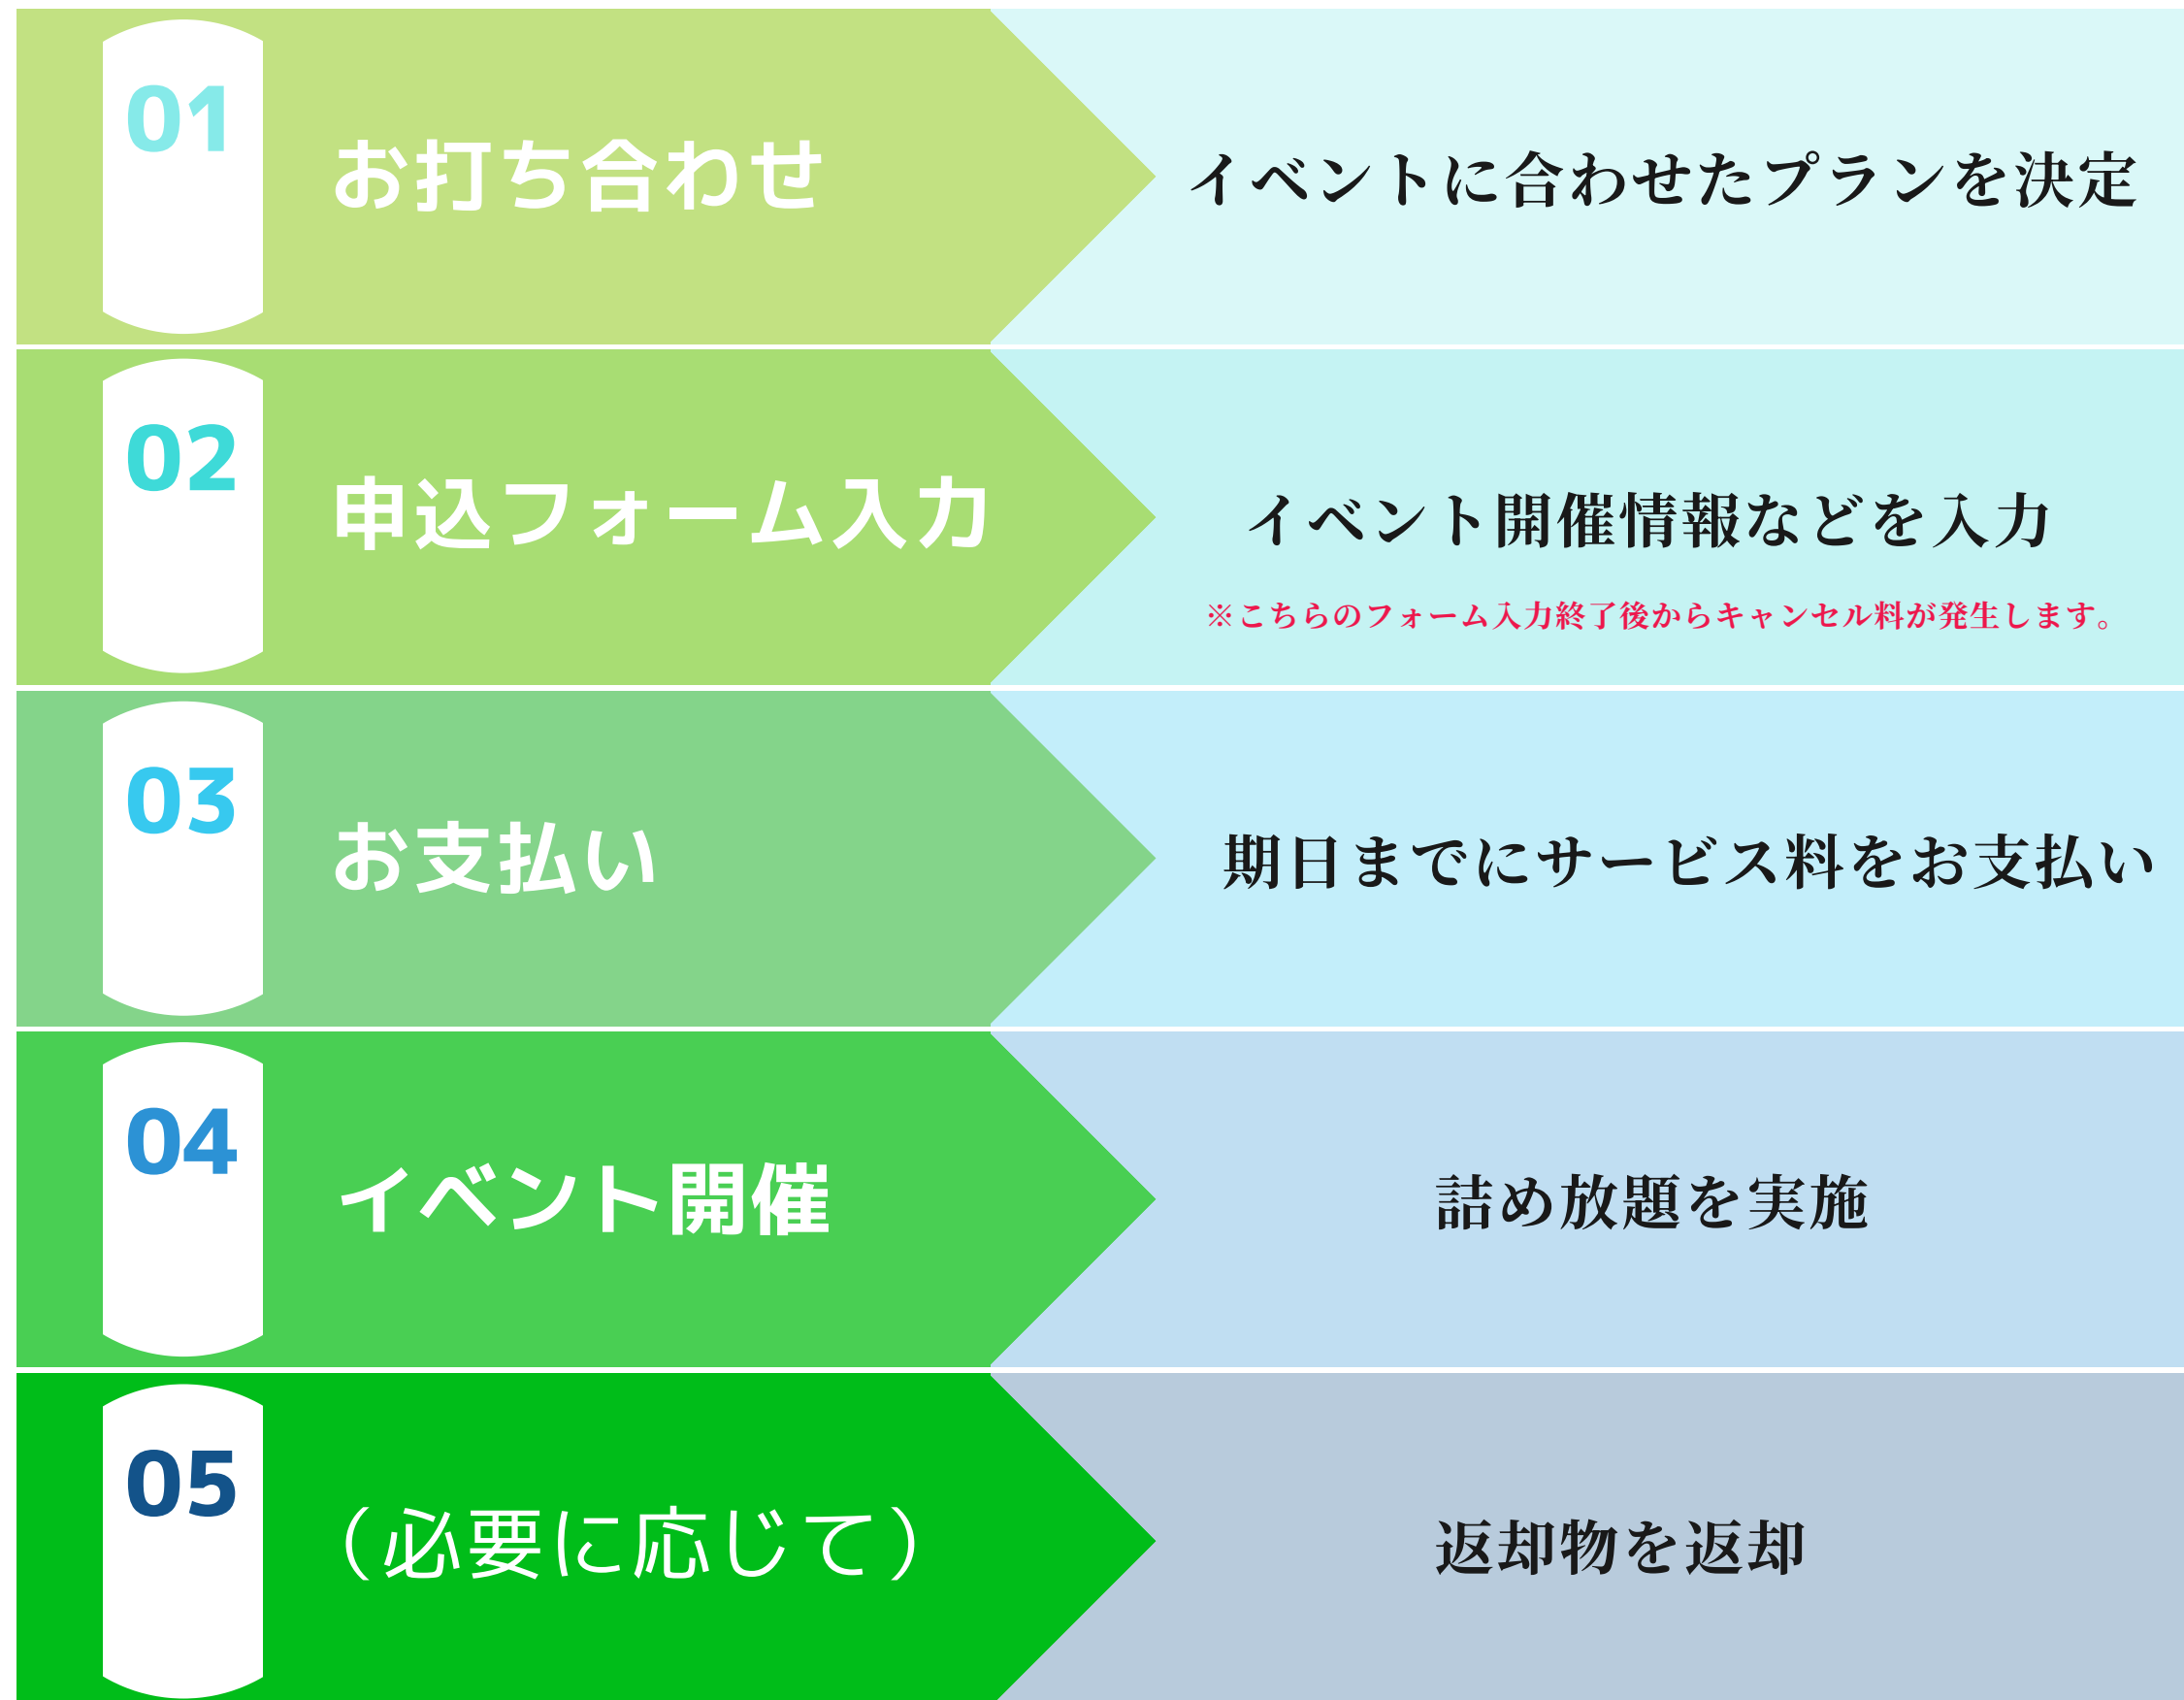 01
お打ち合わせ
イベントに合わせたプランを決定
02
申込フォーム入力
イベント開催情報などを入力
※こちらのフォーム入力終了後からキャンセル料が発生します。
03
お支払い
期日までにサービス料をお支払い
04
イベント開催
詰め放題を実施
05
（必要に応じて）
返却物を返却